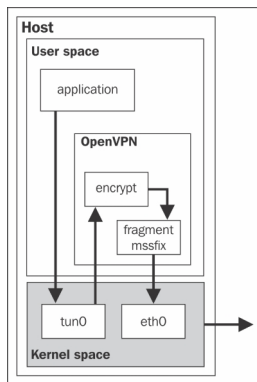 Host
User space
application
OpenVPN
encrypt
fragment
mssfix
tun0
eth0
Kernel space